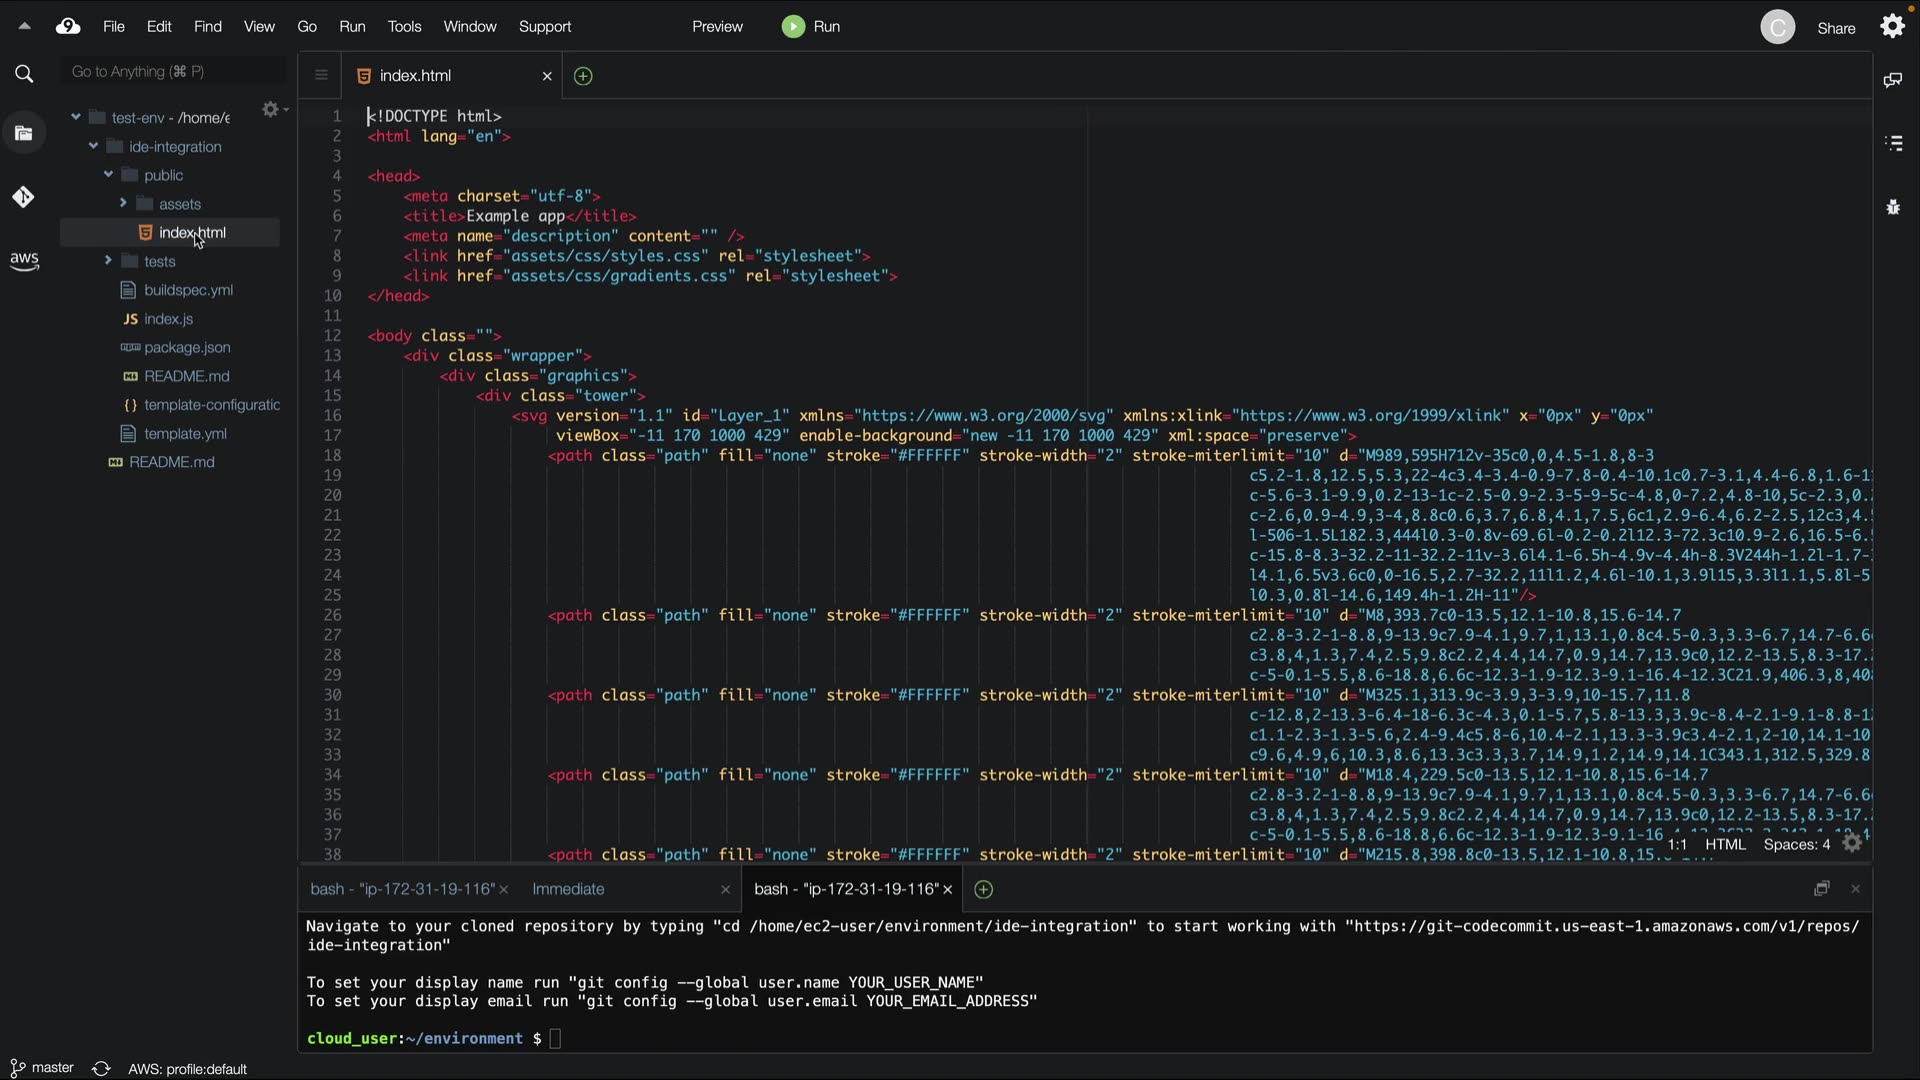 File Edit Find View Go Run Tools Window Support Preview Run C Share
Go to Anything (⌘ P)
test-env - /home/e
ide-integration
public
assets
index.html
tests
buildspec.yml
JS index.js
package.json
README.md
{ } template-configuratic
template.yml
README.md
aws
index.html
1 <!DOCTYPE html>
2 <html lang="en">
3
4 <head>
5 <meta charset="utf-8">
6 <title>Example app</title>
7 <meta name="description" content="" />
8 <link href="assets/css/styles.css" rel="stylesheet">
9 <link href="assets/css/gradients.css" rel="stylesheet">
10 </head>
11
12 <body class="">
13 <div class="wrapper">
14 <div class="graphics">
15 <div class="tower">
16 <svg version="1.1" id="Layer_1" xmlns="https://www.w3.org/2000/svg" xmlns:xlink="https://www.w3.org/1999/xlink" x="0px" y="0px"
17 viewBox="-11 170 1000 429" enable-background="new -11 170 1000 429" xml:space="preserve">
18 <path class="path" fill="none" stroke="#FFFFFF" stroke-width="2" stroke-miterlimit="10" d="M989,595H712v-35c0,0,4.5-1.8,8-3
19 c5.2-1.8,12.5,5.3,22-4c3.4-3.4-0.9-7.8-0.4-10.1c0.7-3.1,4.4-6.8,1.6-1
20 c-5.6-3.1-9.9,0.2-13-1c-2.5-0.9-2.3-5-9-5c-4.8,0-7.2,4.8-10,5c-2.3,0.
21 c-2.6,0.9-4.9,3-4,8.8c0.6,3.7,6.8,4.1,7.5,6c1,2.9-6.4,6.2-2.5,12c3,4.
22 l-506-1.5L182.3,444l0.3-0.8v-69.6l-0.2-0.2l12.3-72.3c10.9-2.6,16.5-6.
23 c-15.8-8.3-32.2-11-32.2-11v-3.6l4.1-6.5h-4.9v-4.4h-8.3V244h-1.2l-1.7-
24 l4.1,6.5v3.6c0,0-16.5,2.7-32.2,11l1.2,4.6l-10.1,3.9l15,3.3l1.1,5.8l-5
25 l0.3,0.8l-14.6,149.4h-1.2H-11"/>
26 <path class="path" fill="none" stroke="#FFFFFF" stroke-width="2" stroke-miterlimit="10" d="M8,393.7c0-13.5,12.1-10.8,15.6-14.7
27 c2.8-3.2-1-8.8,9-13.9c7.9-4.1,9.7,1,13.1,0.8c4.5-0.3,3.3-6.7,14.7-6.6
28 c3.8,4,1.3,7.4,2.5,9.8c2.2,4.4,14.7,0.9,14.7,13.9c0,12.2-13.5,8.3-17.
29 c-5-0.1-5.5,8.6-18.8,6.6c-12.3-1.9-12.3-9.1-16.4-12.3C21.9,406.3,8,40
30 <path class="path" fill="none" stroke="#FFFFFF" stroke-width="2" stroke-miterlimit="10" d="M325.1,313.9c-3.9,3-3.9,10-15.7,11.8
31 c-12.8,2-13.3-6.4-18-6.3c-4.3,0.1-5.7,5.8-13.3,3.9c-8.4-2.1-9.1-8.8-1
32 c1.1-2.3-1.3-5.6,2.4-9.4c5.8-6,10.4-2.1,13.3-3.9c3.4-2.1,2-10,14.1-10
33 c9.6,4.9,6,10.3,8.6,13.3c3.3,3.7,14.9,1.2,14.9,14.1C343.1,312.5,329.8
34 <path class="path" fill="none" stroke="#FFFFFF" stroke-width="2" stroke-miterlimit="10" d="M18.4,229.5c0-13.5,12.1-10.8,15.6-14.7
35 c2.8-3.2-1-8.8,9-13.9c7.9-4.1,9.7,1,13.1,0.8c4.5-0.3,3.3-6.7,14.7-6.6
36 c3.8,4,1.3,7.4,2.5,9.8c2.2,4.4,14.7,0.9,14.7,13.9c0,12.2-13.5,8.3-17.
37 c-5-0.1-5.5,8.6-18.8,6.6c-12.3-1.9-12.3-9.1-16
38 <path class="path" fill="none" stroke="#FFFFFF" stroke-width="2" stroke-miterlimit="10" d="M215.8,398.8c0-13.5,12.1-10.8,15.
1:1 HTML Spaces: 4
bash - "ip-172-31-19-116" Immediate bash - "ip-172-31-19-116"
Navigate to your cloned repository by typing "cd /home/ec2-user/environment/ide-integration" to start working with "https://git-codecommit.us-east-1.amazonaws.com/v1/repos/
ide-integration"
To set your display name run "git config --global user.name YOUR_USER_NAME"
To set your display email run "git config --global user.email YOUR_EMAIL_ADDRESS"
cloud_user:~/environment $
master AWS: profile:default